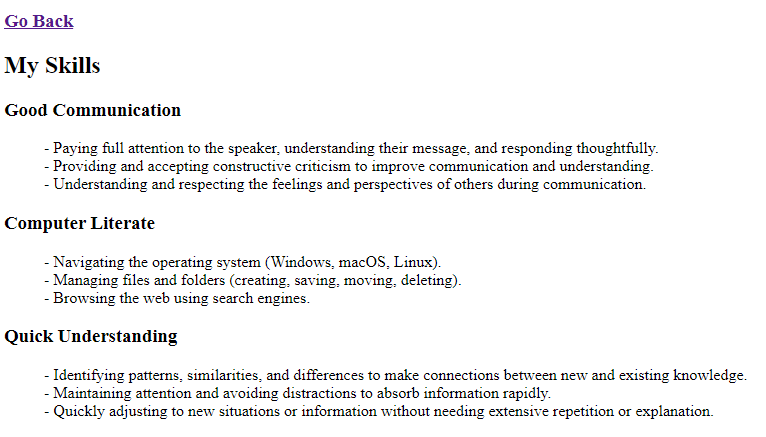 Go Back
My Skills
Good Communication
- Paying full attention to the speaker, understanding their message, and responding thoughtfully.
- Providing and accepting constructive criticism to improve communication and understanding.
- Understanding and respecting the feelings and perspectives of others during communication.
Computer Literate
- Navigating the operating system (Windows, macOS, Linux).
- Managing files and folders (creating, saving, moving, deleting).
- Browsing the web using search engines.
Quick Understanding
- Identifying patterns, similarities, and differences to make connections between new and existing knowledge.
- Maintaining attention and avoiding distractions to absorb information rapidly.
- Quickly adjusting to new situations or information without needing extensive repetition or explanation.